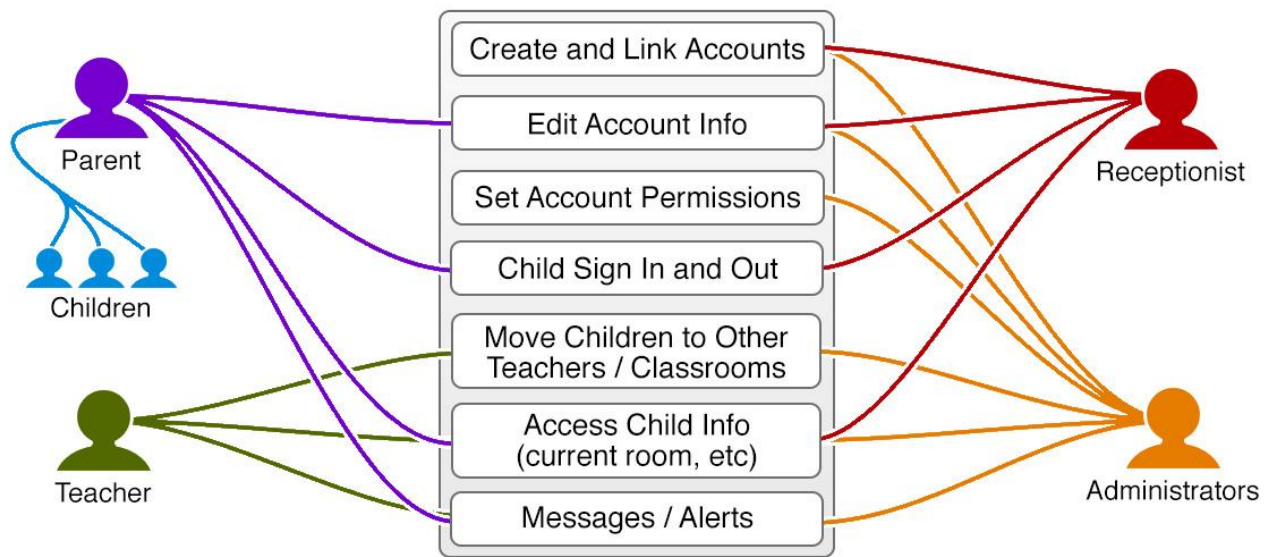 Create and Link Accounts
Edit Account Info
Set Account Permissions
Child Sign In and Out
Move Children to Other
Teachers / Classrooms
Access Child Info
(current room, etc)
Messages / Alerts
Parent
Children
Teacher
Receptionist
Administrators